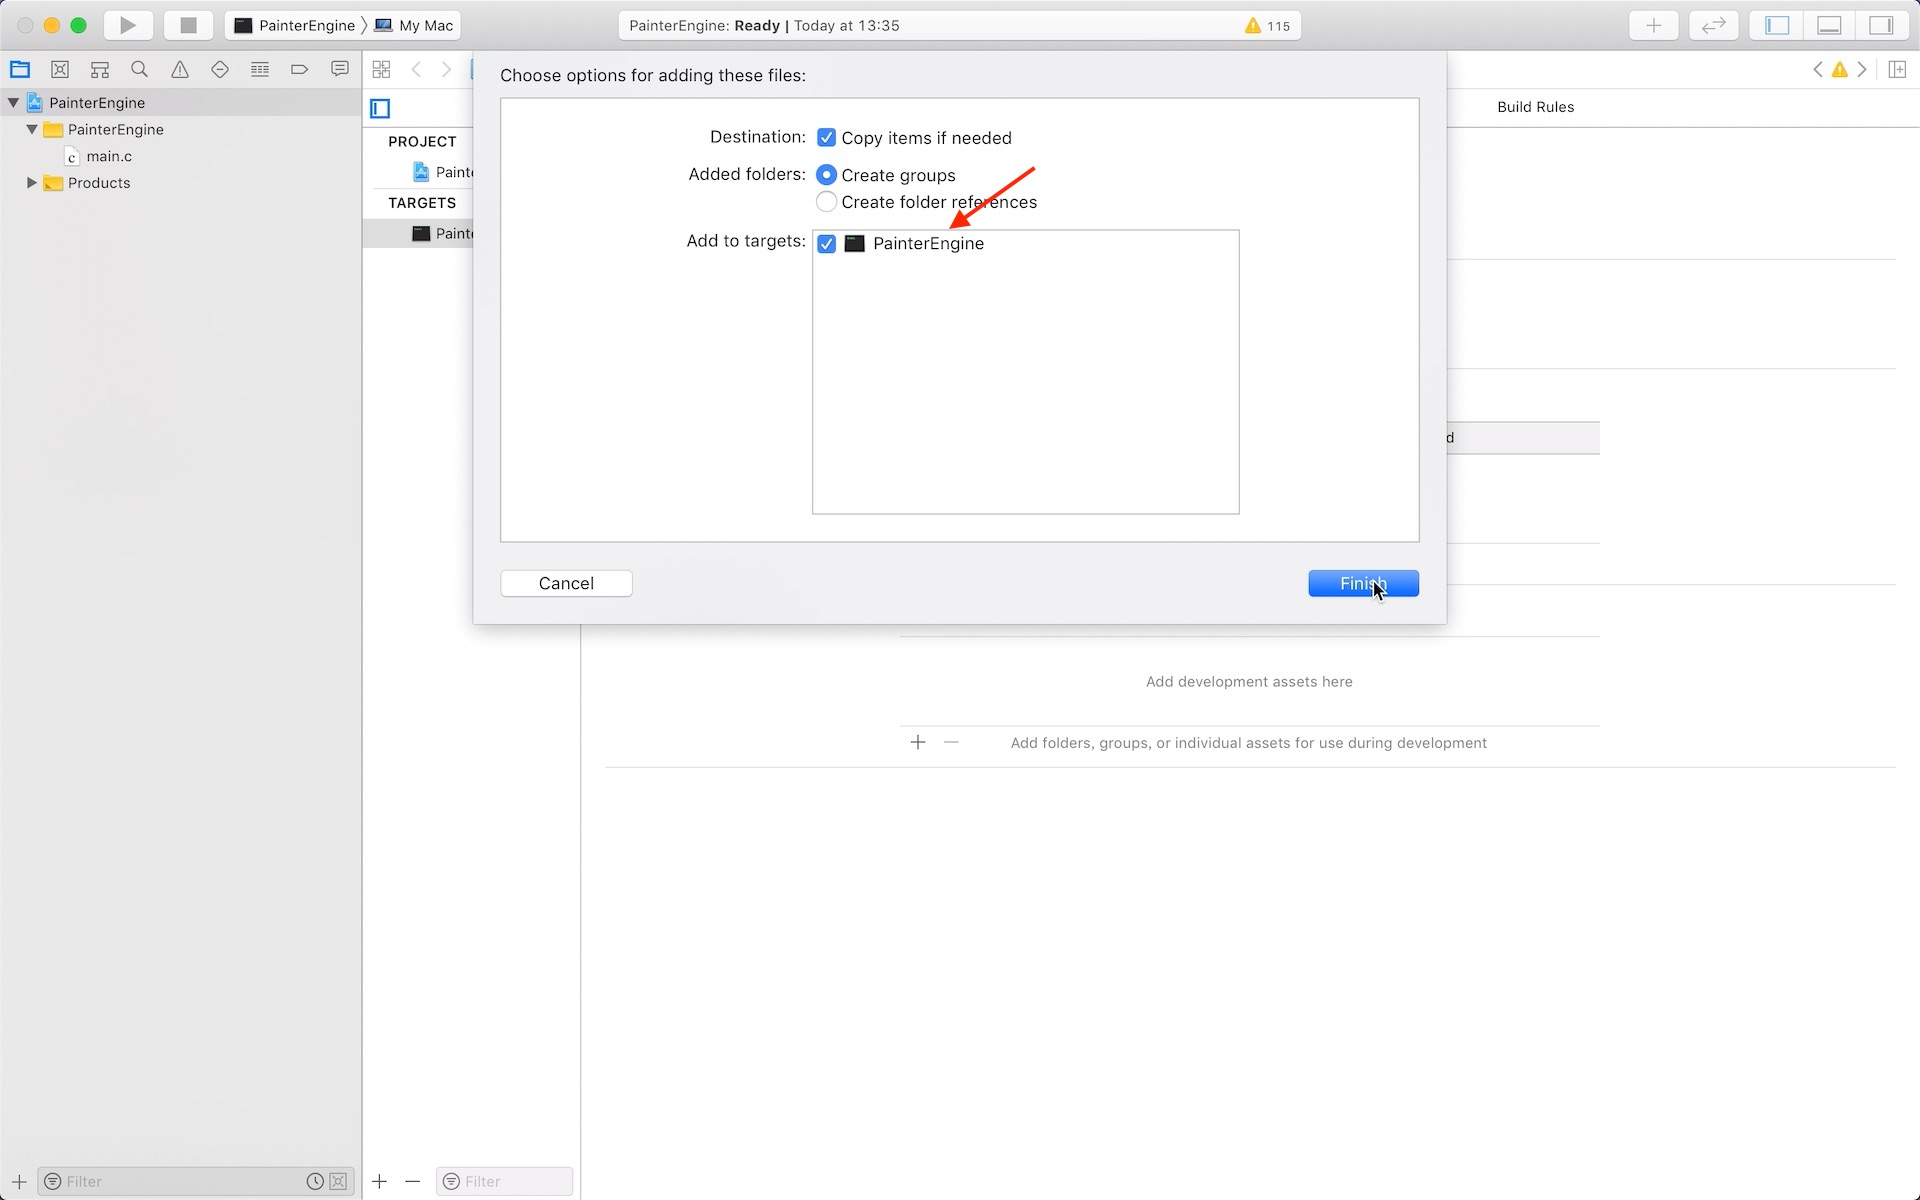 PainterEngine 〉 My Mac
PainterEngine: Ready | Today at 13:35
115
PainterEngine
PainterEngine
main.c
Products
PROJECT
Painte
TARGETS
Painte
Choose options for adding these files:
Destination: Copy items if needed
Added folders: Create groups
Create folder references
Add to targets: PainterEngine
Cancel
Finish
Build Rules
d
Add development assets here
Add folders, groups, or individual assets for use during development
Filter
Filter